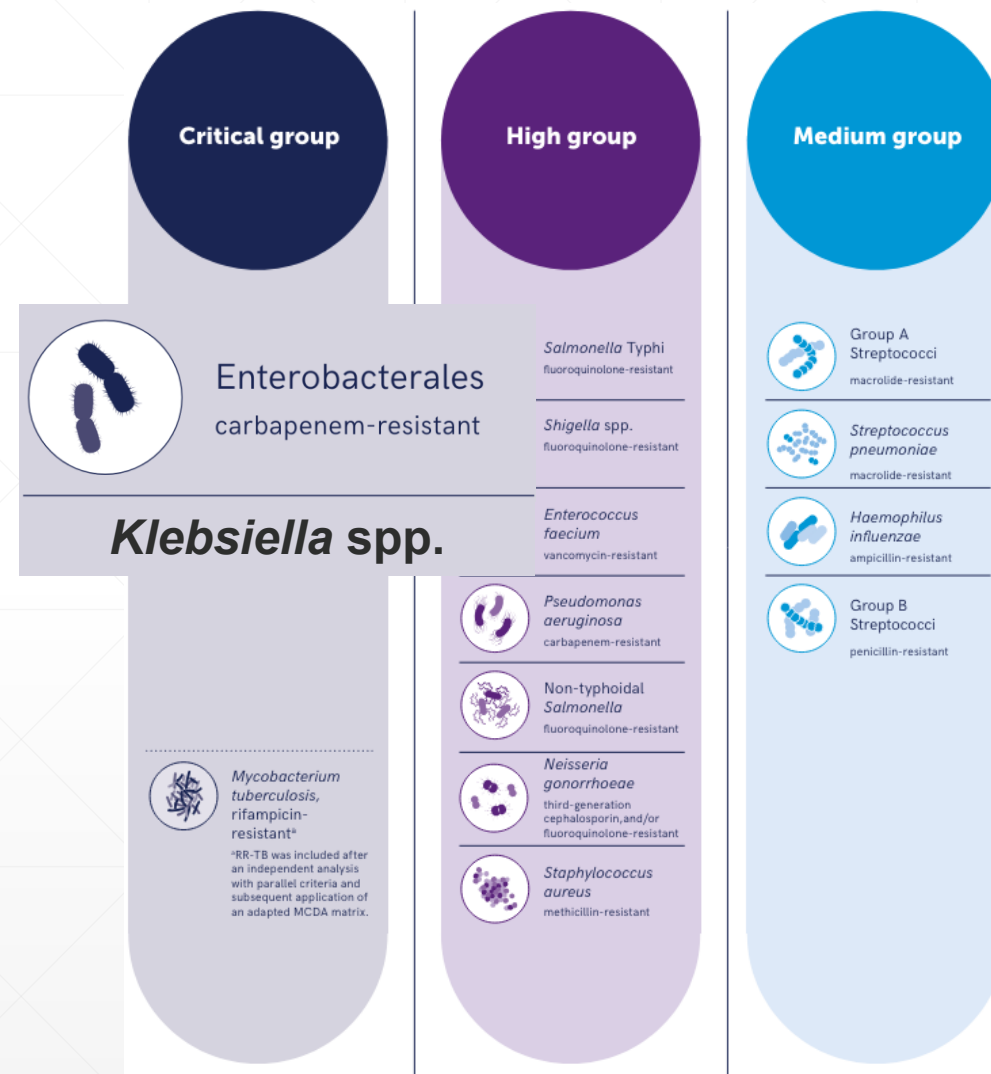 Critical group
Enterobacterales
carbapenem-resistant
Klebsiella spp.
Mycobacterium
tuberculosis,
rifampicin-
resistantª
ªRR-TB was included after
an independent analysis
with parallel criteria and
subsequent application of
an adapted MCDA matrix.
High group
Salmonella Typhi
fluoroquinolone-resistant
Shigella spp.
fluoroquinolone-resistant
Enterococcus
faecium
vancomycin-resistant
Pseudomonas
aeruginosa
carbapenem-resistant
Non-typhoidal
Salmonella
fluoroquinolone-resistant
Neisseria
gonorrhoeae
third-generation
cephalosporin,and/or
fluoroquinolone-resistant
Staphylococcus
aureus
methicillin-resistant
Medium group
Group A
Streptococci
macrolide-resistant
Streptococcus
pneumoniae
macrolide-resistant
Haemophilus
influenzae
ampicillin-resistant
Group B
Streptococci
penicillin-resistant